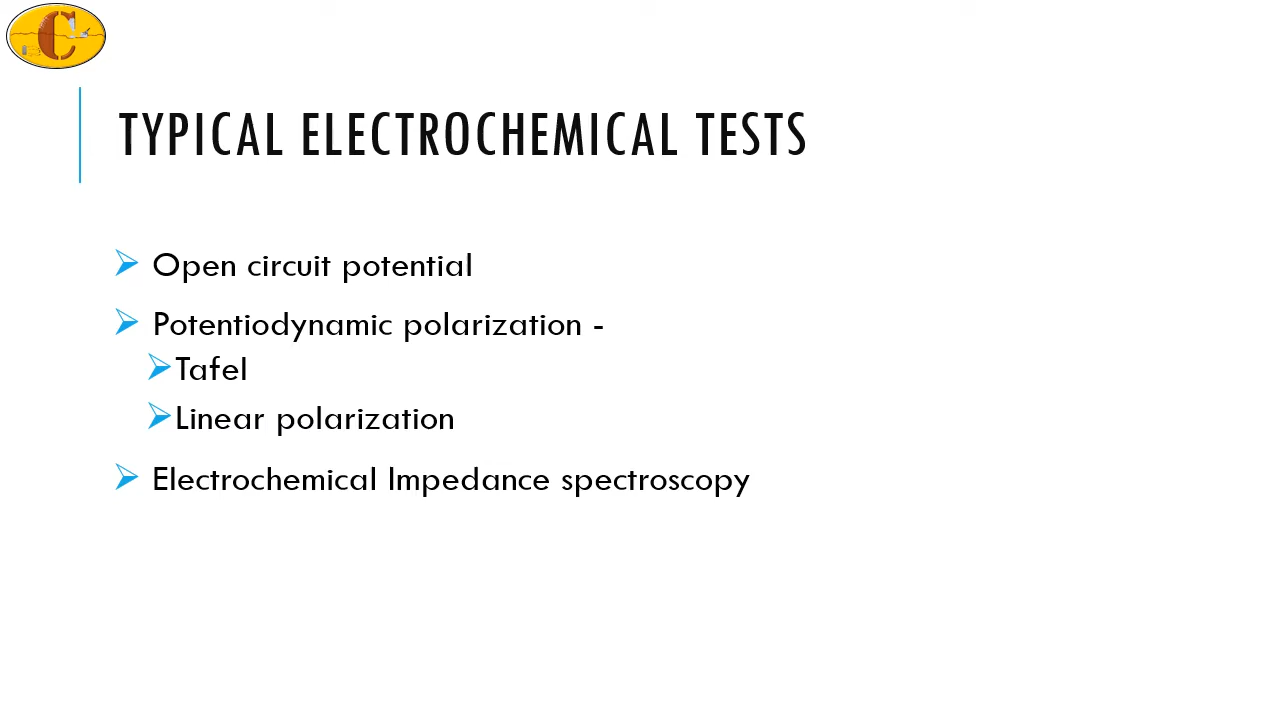 C
TYPICAL ELECTROCHEMICAL TESTS
Open circuit potential
Potentiodynamic polarization -
Tafel
Linear polarization
Electrochemical Impedance spectroscopy